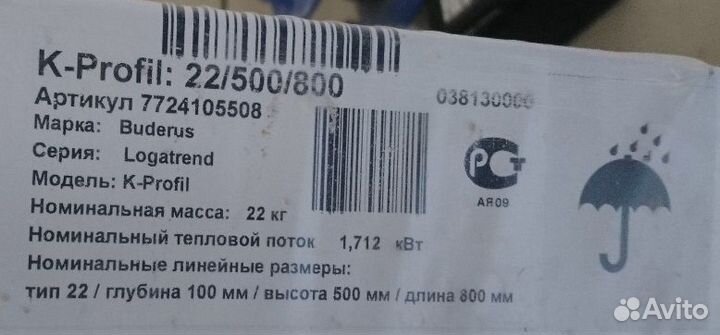 K-Profil: 22/500/800
Артикул 7724105508
038130000
Марка: Buderus
Серия: Logatrend
Модель: K-Profil
РСТ
АЯ09
Номинальная масса: 22 кг
Номинальный тепловой поток 1,712 кВт
Номинальные линейные размеры:
тип 22 / глубина 100 мм / высота 500 мм / длина 800 мм
Avito